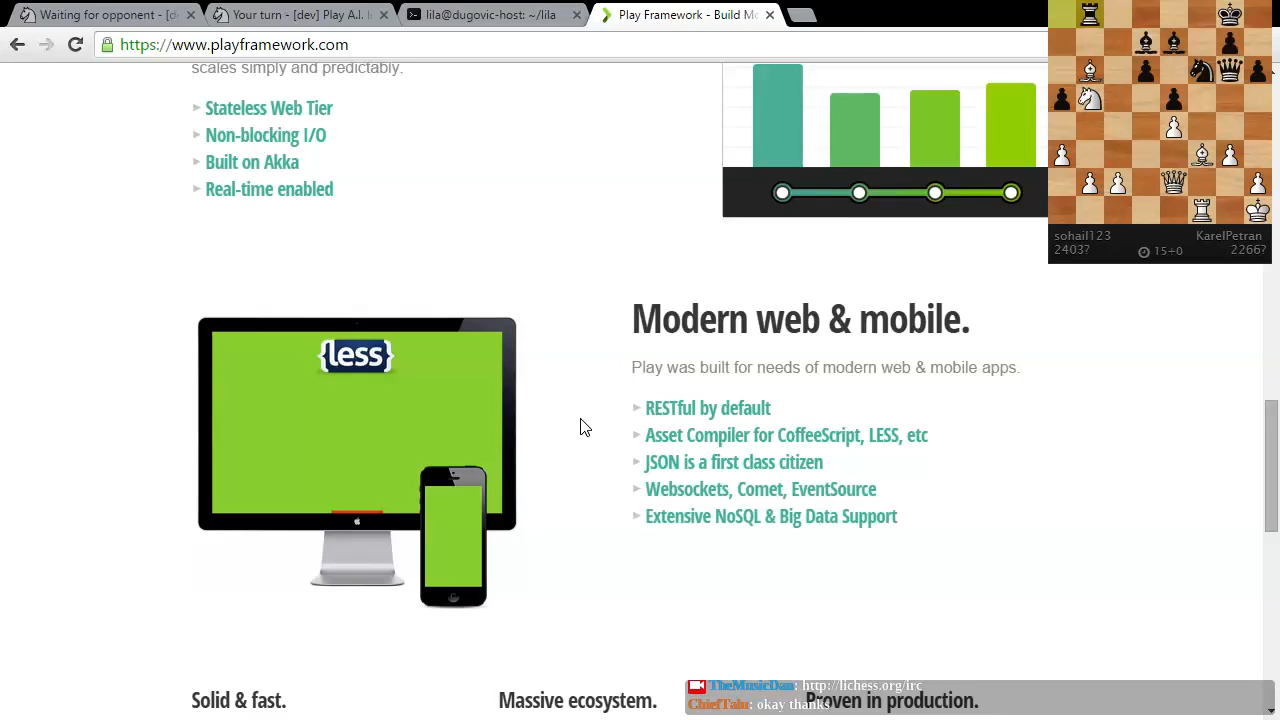 Waiting for opponent - [d
Your turn - [dev] Play A.I. i
lila@dugovic-host: ~/lila
Play Framework - Build Mo
https://www.playframework.com
scales simply and predictably.
Stateless Web Tier
Non-blocking I/O
Built on Akka
Real-time enabled
sohail123
KarelPetran
2403?
15+0
2266?
{less}
Modern web & mobile.
Play was built for needs of modern web & mobile apps.
RESTful by default
Asset Compiler for CoffeeScript, LESS, etc
JSON is a first class citizen
Websockets, Comet, EventSource
Extensive NoSQL & Big Data Support
Solid & fast.
Massive ecosystem.
Proven in production.
TheMusicDan: http://lichess.org/irc
ChiefTahu: okay thanks